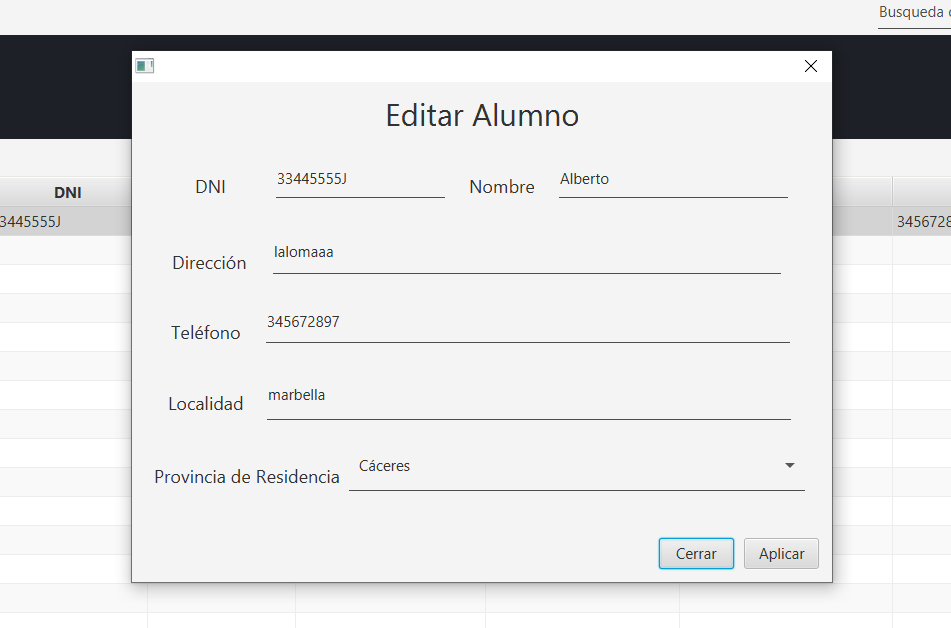 Busqueda
Editar Alumno
DNI 33445555J Nombre Alberto
DNI
3445555J
3456728
Dirección lalomaaa
Teléfono 345672897
Localidad marbella
Provincia de Residencia Cáceres
Cerrar Aplicar